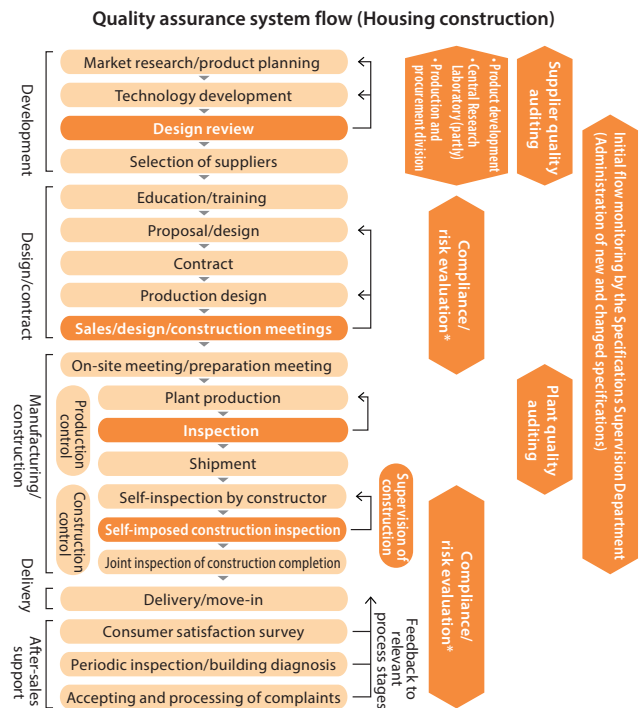 Quality assurance system flow (Housing construction)
Development
Market research/product planning
Technology development
Design review
Selection of suppliers
Design/contract
Education/training
Proposal/design
Contract
Production design
Sales/design/construction meetings
Manufacturing/
construction
On-site meeting/preparation meeting
Production control
Plant production
Inspection
Shipment
Construction
control
Self-inspection by constructor
Self-imposed construction inspection
Joint inspection of construction completion
Supervision of
construction
Delivery
Delivery/move-in
After-sales
support
Consumer satisfaction survey
Periodic inspection/building diagnosis
Accepting and processing of complaints
Feedback to
relevant
process stages
• Product development
• Central Research
Laboratory (partly)
• Production and
procurement division
Supplier quality
auditing
Compliance/
risk evaluation*
Plant quality
auditing
Compliance/
risk evaluation*
Initial flow monitoring by the Specifications Supervision Department
(Administration of new and changed specifications)